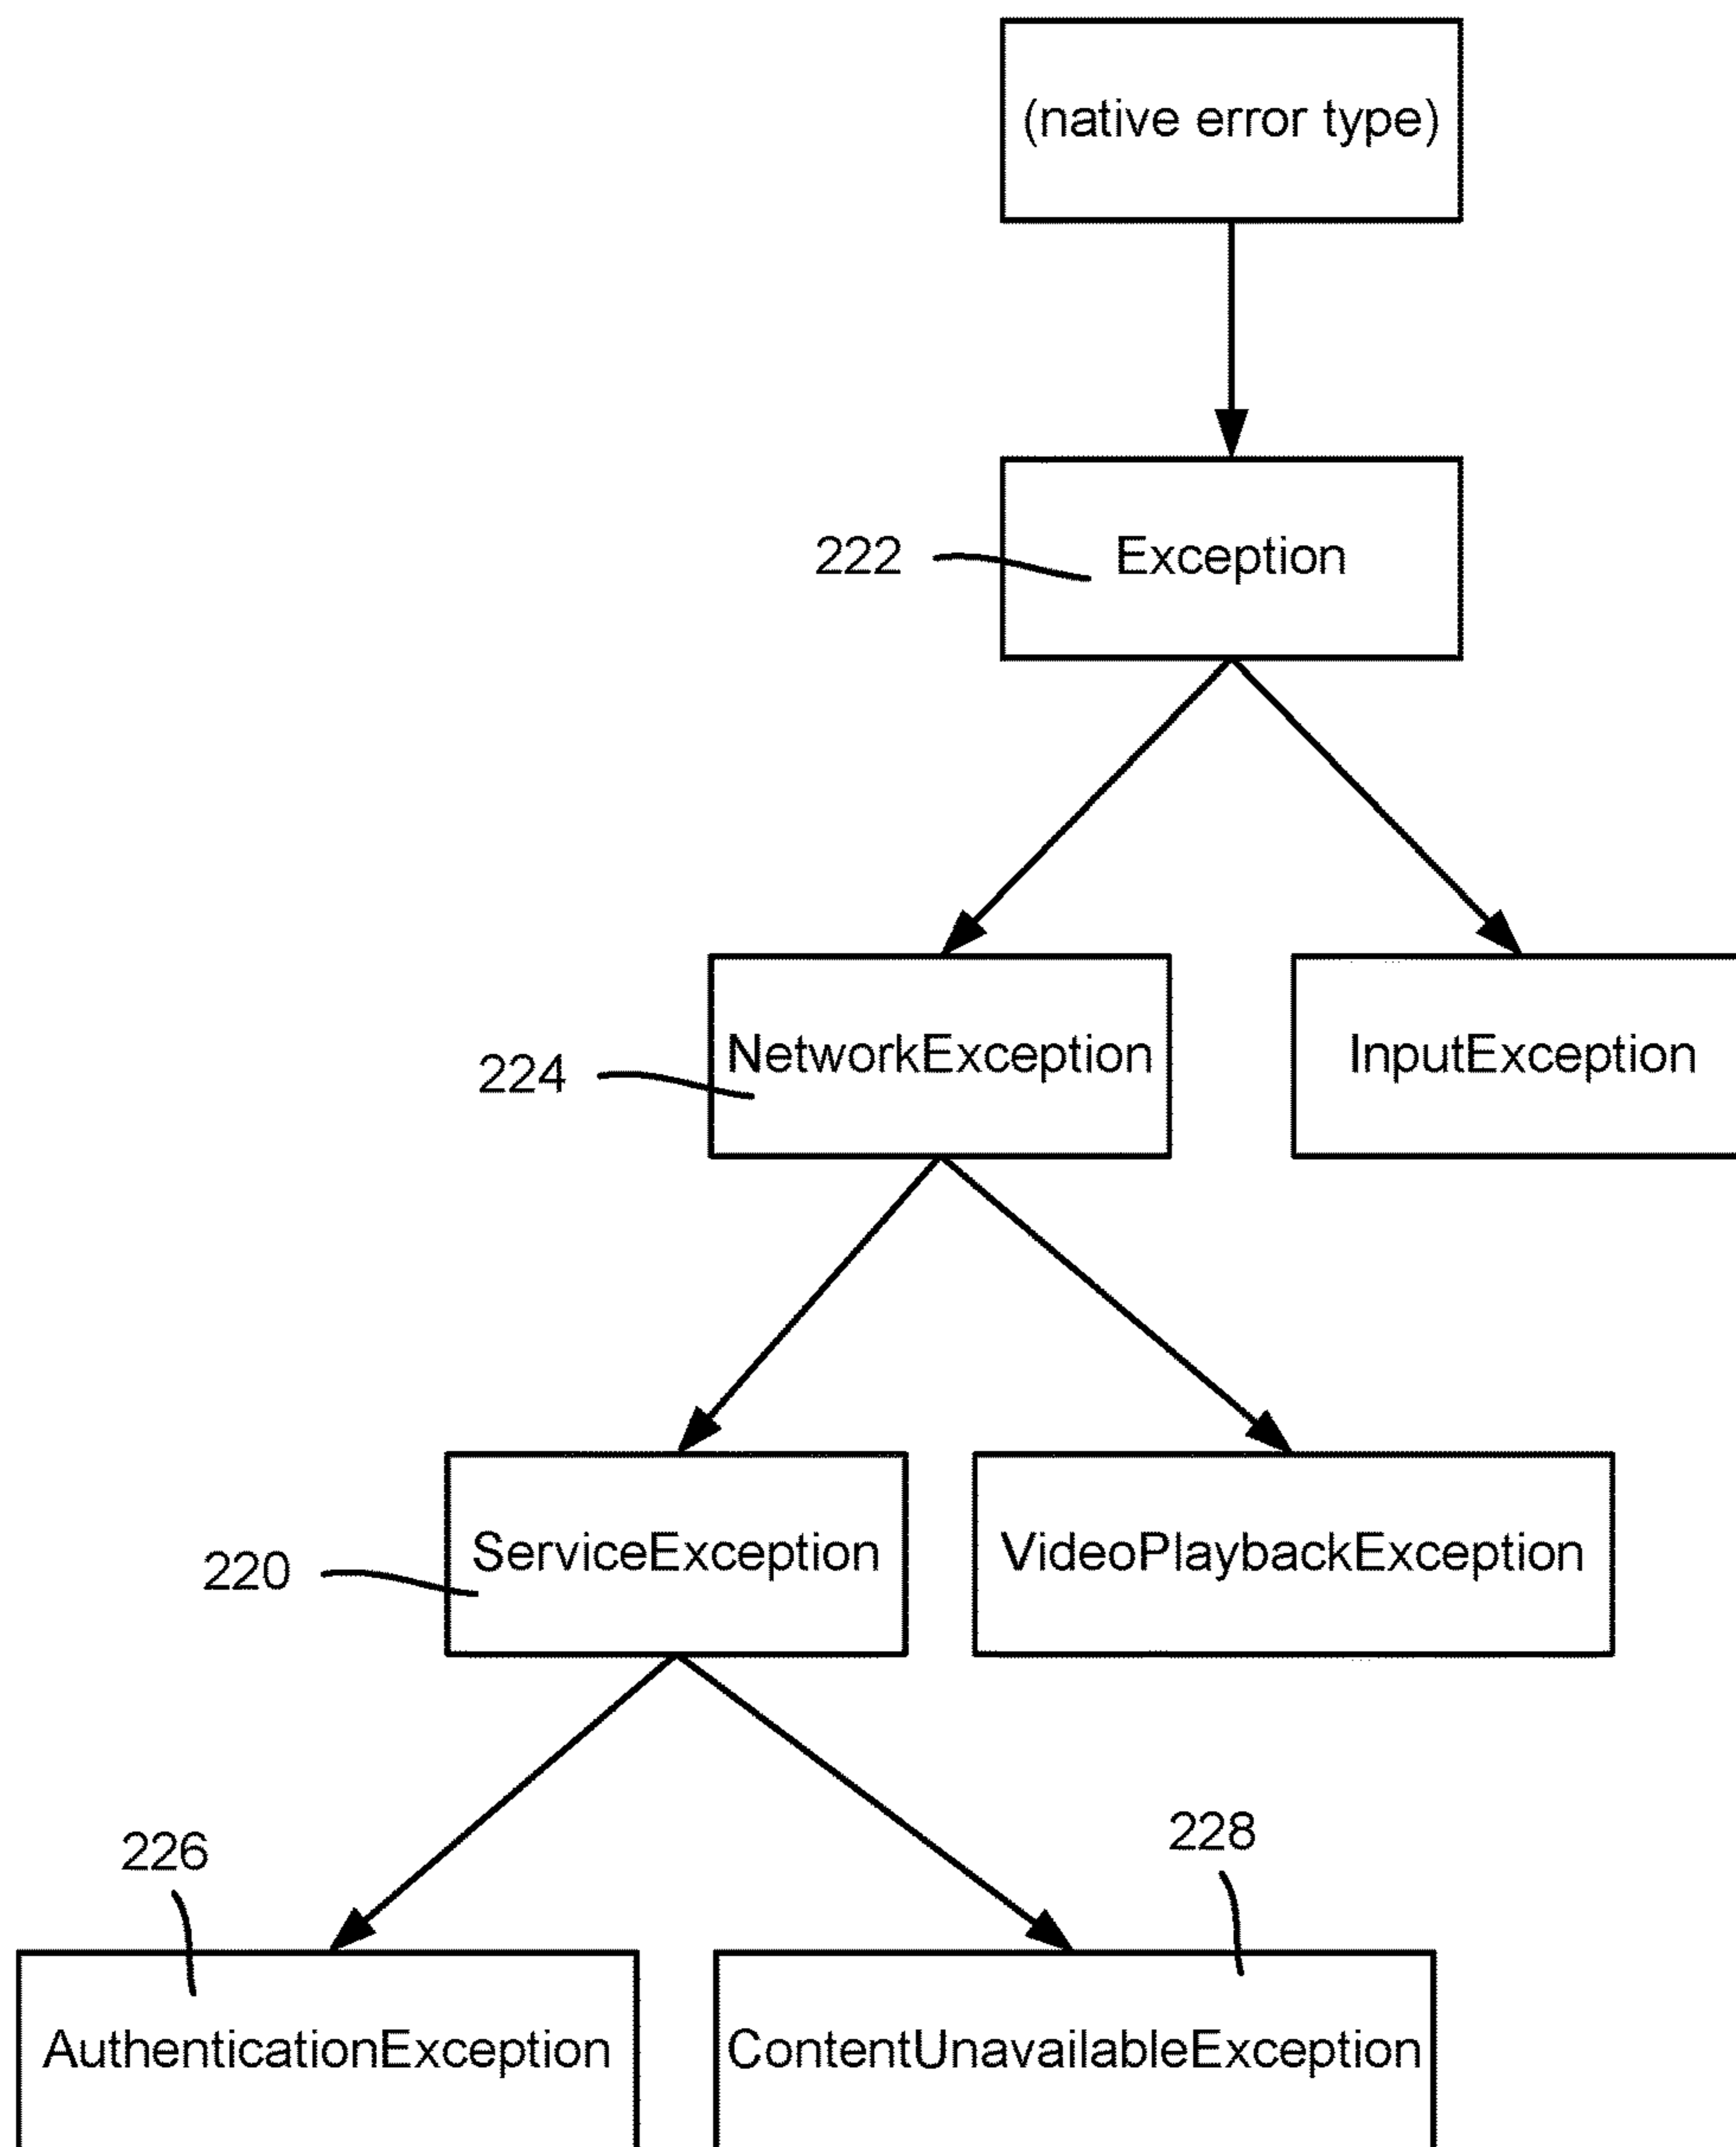 (native error type)
222
Exception
NetworkException
InputException
224
ServiceException
VideoPlaybackException
220
228
226
AuthenticationException
ContentUnavailableException